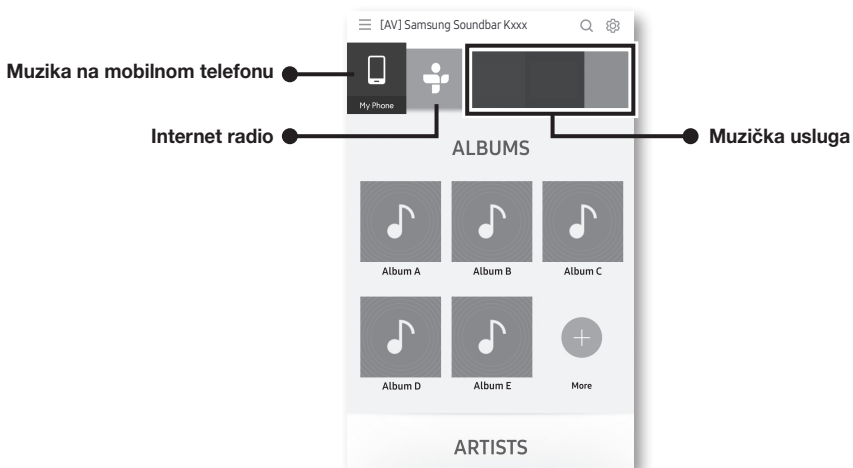 [AV] Samsung Soundbar Kxxx
Muzika na mobilnom telefonu
My Phone
Internet radio
Muzička usluga
ALBUMS
Album A
Album B
Album C
Album D
Album E
More
ARTISTS